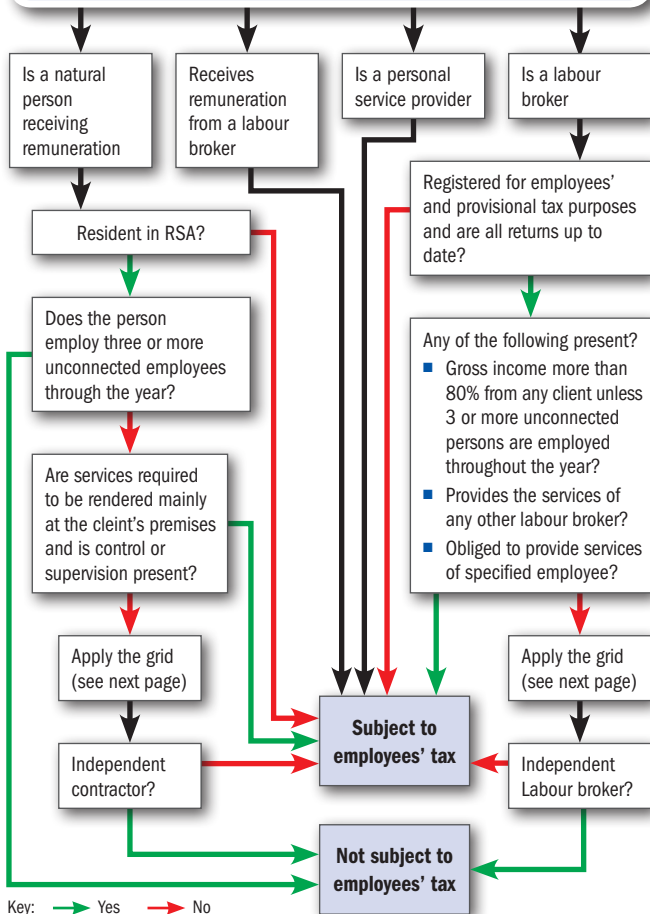 Is a natural
person
receiving
remuneration
Receives
remuneration
from a labour
broker
Is a personal
service provider
Is a labour
broker
Resident in RSA?
Registered for employees'
and provisional tax purposes
and are all returns up to
date?
Does the person
employ three or more
unconnected employees
through the year?
Any of the following present?
■ Gross income more than
80% from any client unless
3 or more unconnected
persons are employed
throughout the year?
■ Provides the services of
any other labour broker?
■ Obliged to provide services
of specified employee?
Are services required
to be rendered mainly
at the cleint's premises
and is control or
supervision present?
Apply the grid
(see next page)
Apply the grid
(see next page)
Subject to
employees' tax
Independent
contractor?
Independent
Labour broker?
Not subject to
employees' tax
Key: Yes No